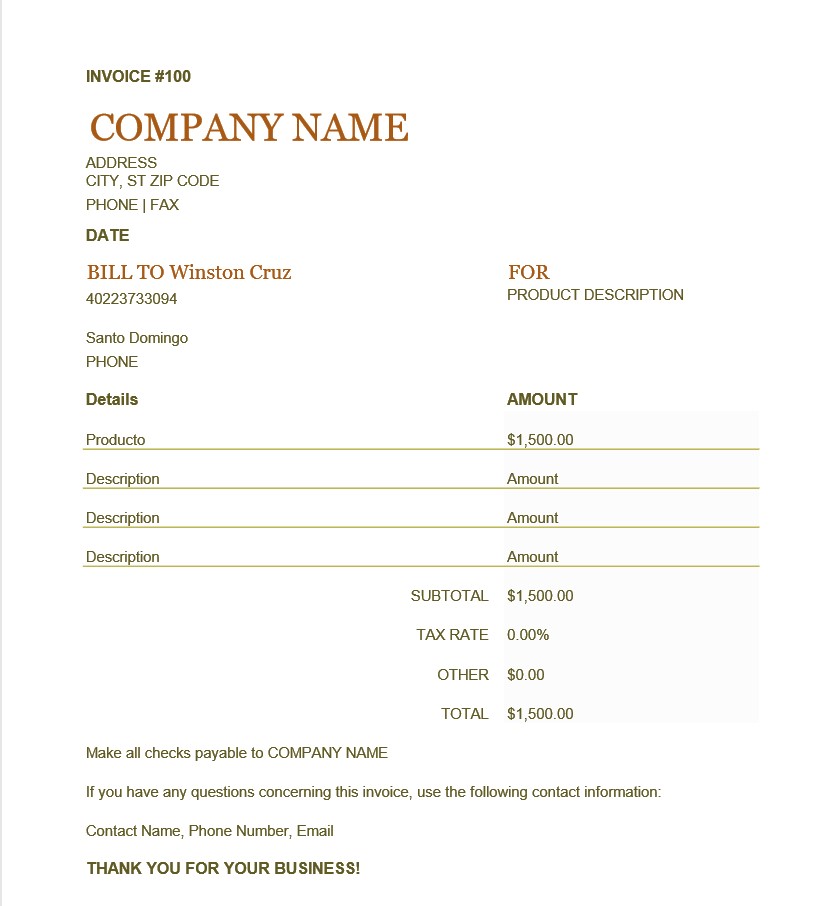 INVOICE #100
COMPANY NAME
ADDRESS
CITY, ST ZIP CODE
PHONE | FAX
DATE
BILL TO Winston Cruz FOR
40223733094 PRODUCT DESCRIPTION
Santo Domingo
PHONE
Details AMOUNT
Producto $1,500.00
Description Amount
Description Amount
Description Amount
SUBTOTAL $1,500.00
TAX RATE 0.00%
OTHER $0.00
TOTAL $1,500.00
Make all checks payable to COMPANY NAME
If you have any questions concerning this invoice, use the following contact information:
Contact Name, Phone Number, Email
THANK YOU FOR YOUR BUSINESS!